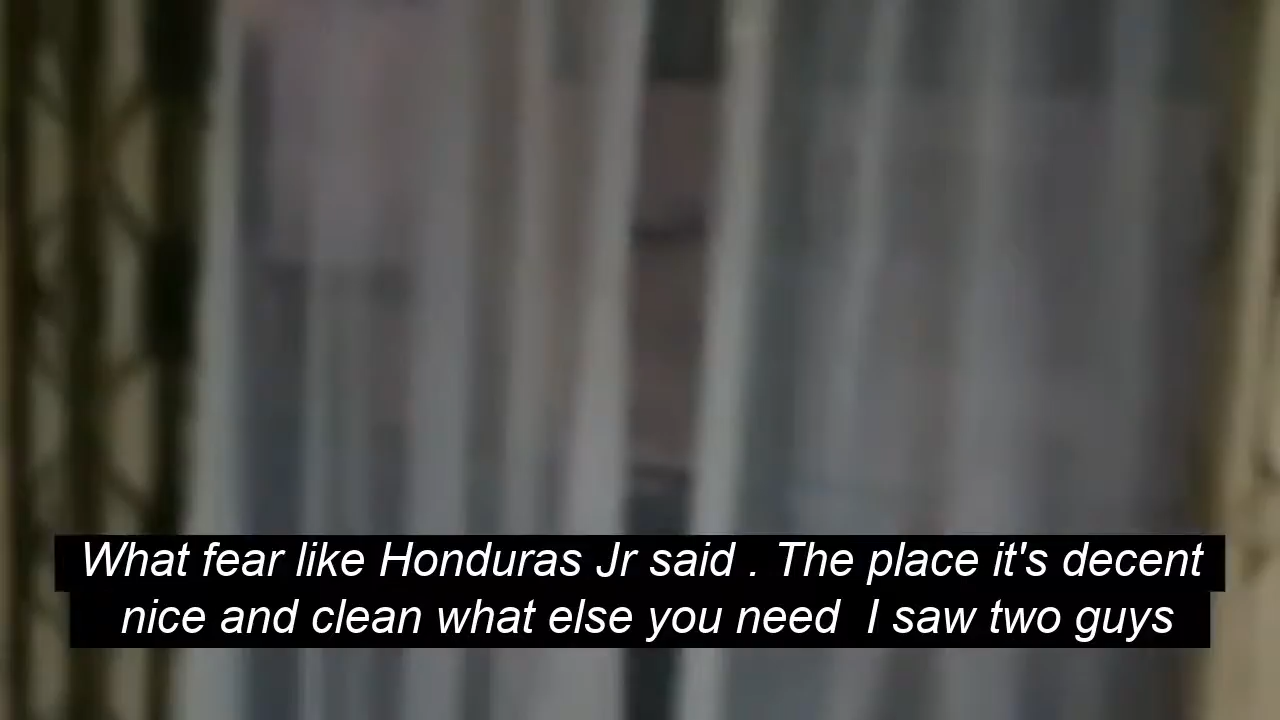 What fear like Honduras Jr said . The place it's decent
nice and clean what else you need  I saw two guys